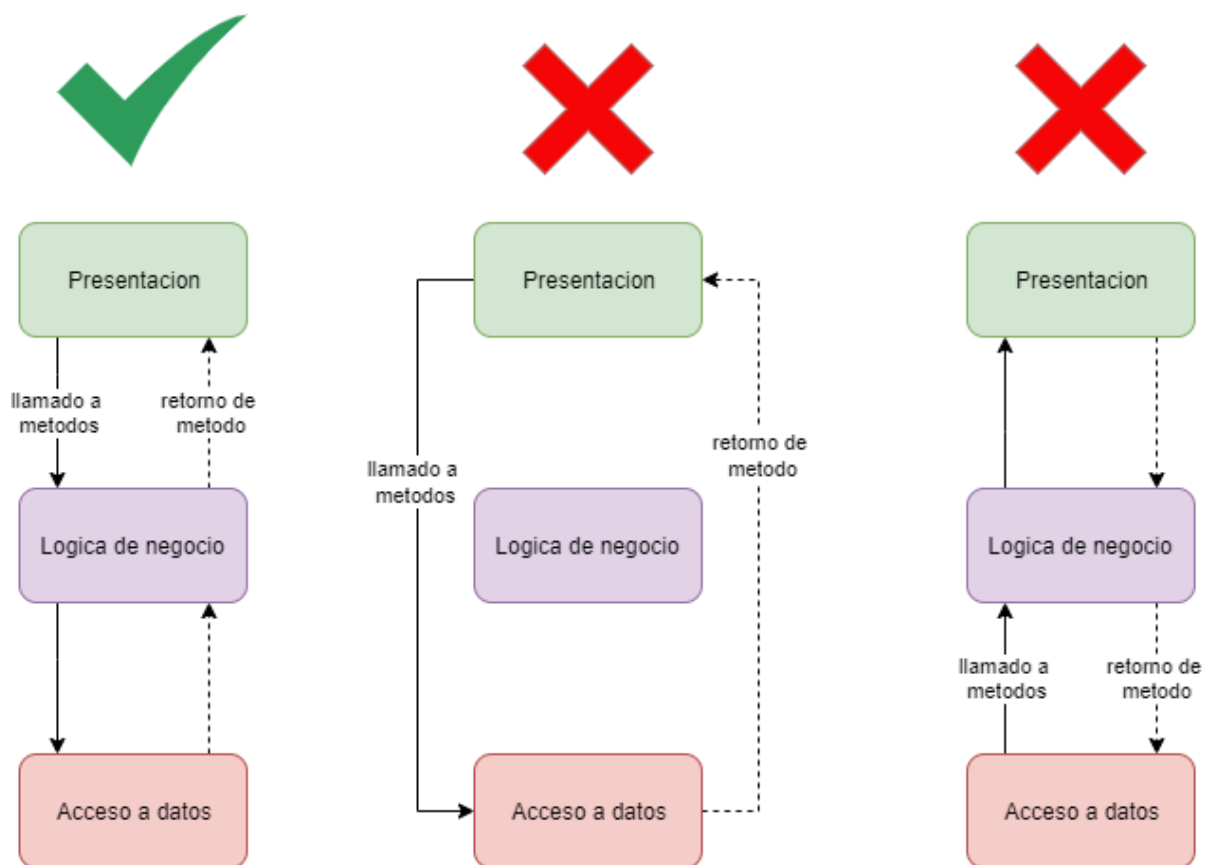 Presentacion
llamado a
metodos
retorno de
metodo
Logica de negocio
Acceso a datos
Presentacion
llamado a
metodos
retorno de
metodo
Logica de negocio
Acceso a datos
Presentacion
Logica de negocio
llamado a
metodos
retorno de
metodo
Acceso a datos